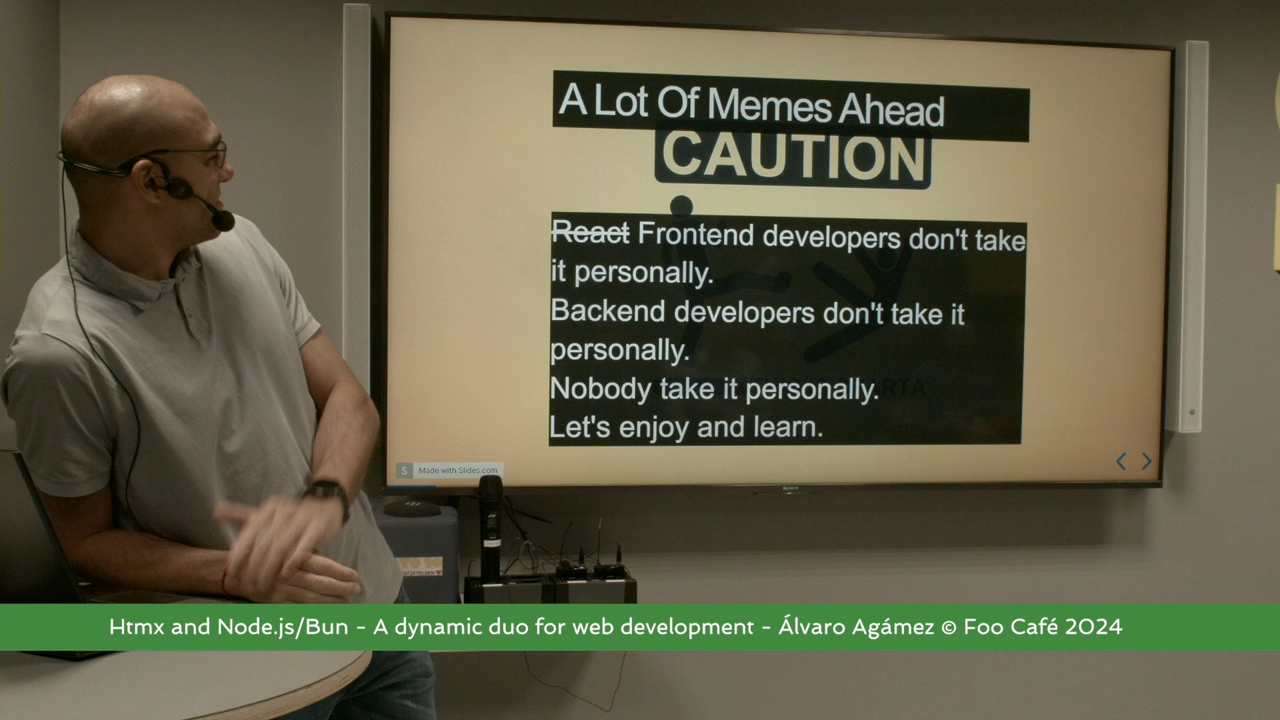 A Lot Of Memes Ahead
CAUTION
React Frontend developers don't take
it personally.
Backend developers don't take it
personally.
Nobody take it personally.
Let's enjoy and learn.
S Made with Slides.com
SONY
Htmx and Node.js/Bun - A dynamic duo for web development - Álvaro Agámez © Foo Café 2024